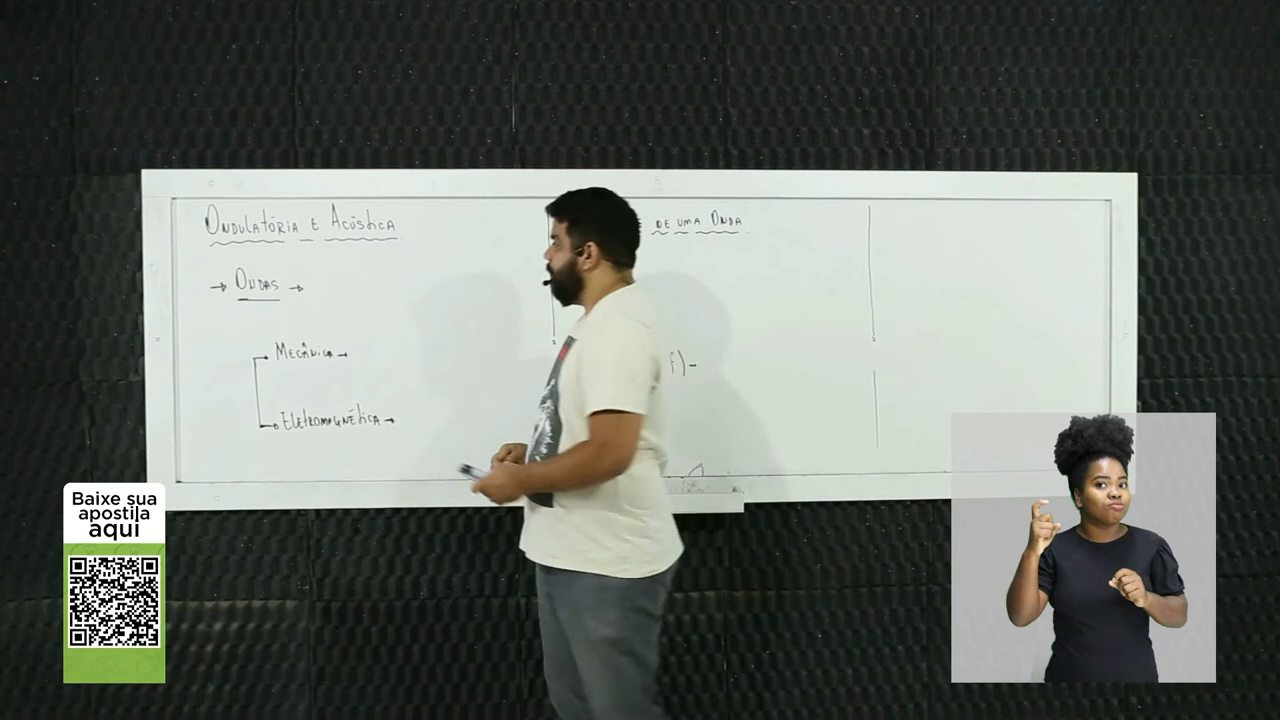 Ondulatória e Acústica
→ Ondas →
Mecânica →
Eletromagnética →
de uma Onda
f) -
Baixe sua
apostila
aqui